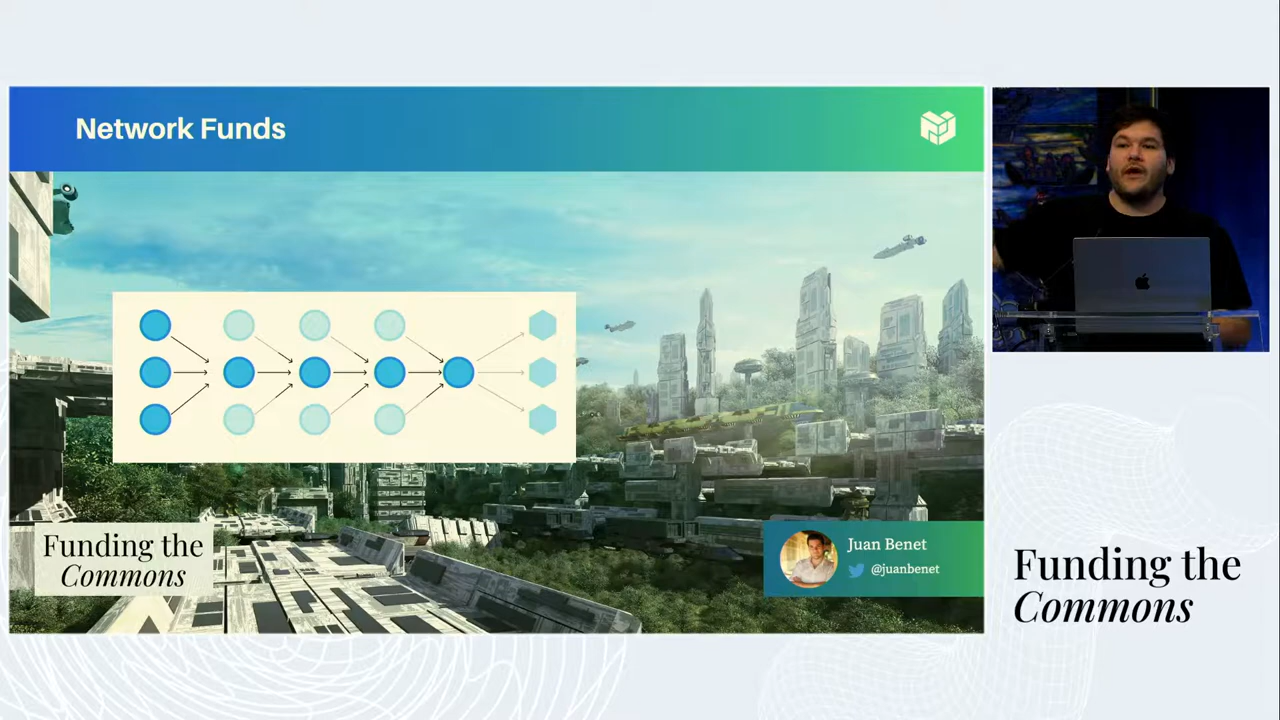 Network Funds
Funding the
Commons
Juan Benet
@juanbenet
Funding the
Commons